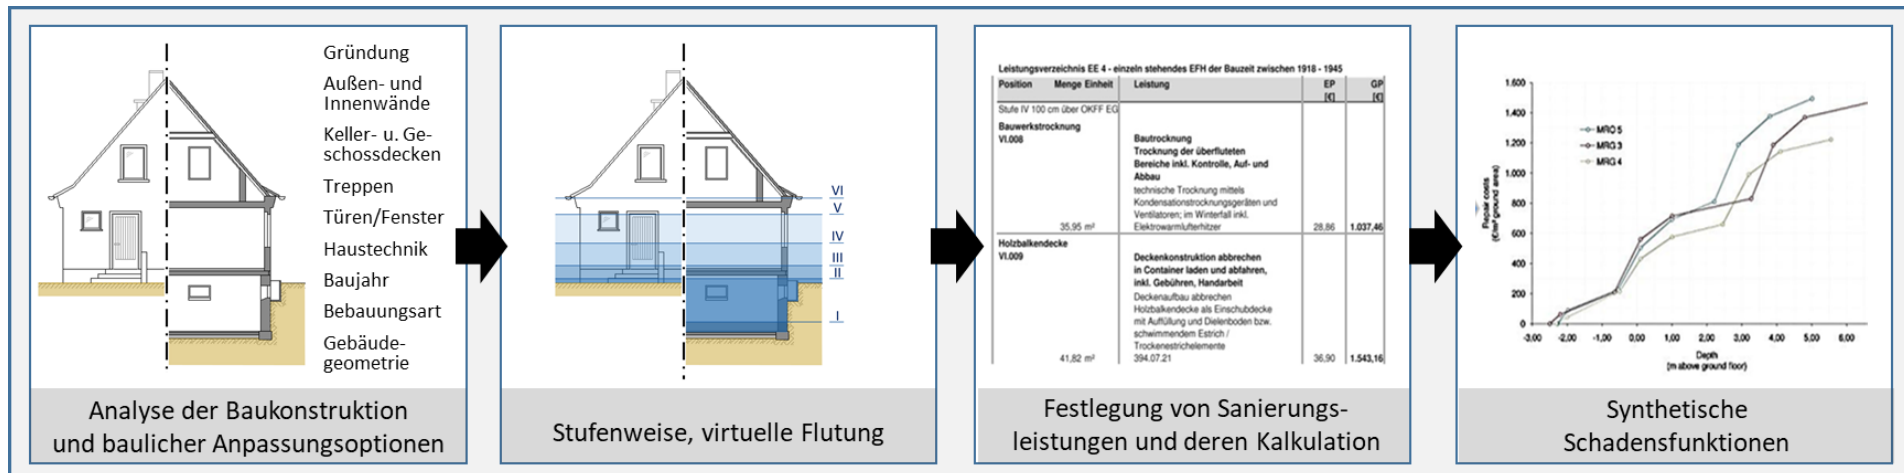 Gründung
Außen- und
Innenwände
Keller- u. Ge-
schossdecken
Treppen
Türen/Fenster
Haustechnik
Baujahr
Bebauungsart
Gebäude-
geometrie
Analyse der Baukonstruktion
und baulicher Anpassungsoptionen
VI
V
IV
III
II
I
Stufenweise, virtuelle Flutung
Leistungsverzeichnis EE 4 - einzeln stehendes EFH der Bauzeit zwischen 1918 - 1945
Position Menge Einheit Leistung EP GP
[€] [€]
Stufe IV 100 cm über OKFF EG
Bauwerkstrocknung
VI.008 Bautrocknung
Trocknung der überfluteten
Bereiche inkl. Kontrolle, Auf- und
Abbau
technische Trocknung mittels
Kondensationstrocknungsgeräten und
Ventilatoren; im Winterfall inkl.
35,95 m² Elektrowarmlufterhitzer 28,86 1.037,46
Holzbalkendecke
VI.009 Deckenkonstruktion abbrechen
in Container laden und abfahren,
inkl. Gebühren, Handarbeit
Deckenaufbau abbrechen
Holzbalkendecke als Einschubdecke
mit Auffüllung und Dielenboden bzw.
schwimmendem Estrich /
Trockenestrichelemente
41,82 m² 394.07.21 36,90 1.543,16
Festlegung von Sanierungs-
leistungen und deren Kalkulation
1.600
1.400
1.200
1.000
800
600
400
200
0
MRO 5
MRG 3
MRG 4
Repair costs
(€/m² ground area)
-3,00 -2,00 -1,00 0,00 1,00 2,00 3,00 4,00 5,00 6,00
Depth
(m above ground floor)
Synthetische
Schadensfunktionen